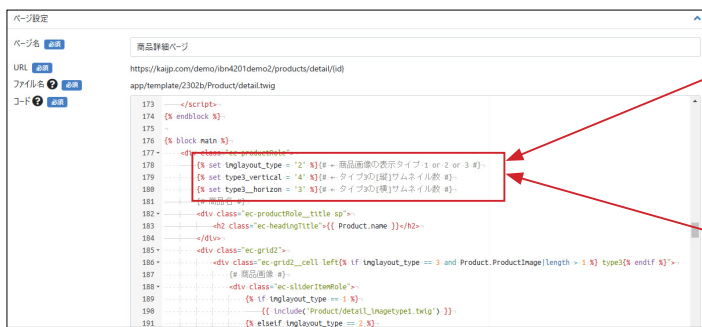 ページ設定
ページ名 必須 商品詳細ページ
URL 必須 https://kaijp.com/demo/ibn4201demo2/products/detail/{id}
ファイル名 ? 必須 app/template/2302b/Product/detail.twig
コード ? 必須
173 </script>
174 {% endblock %}
175
176 {% block main %}
177 <div class="ec-productRole">
178 {% set imglayout_type = '2' %}{# ← 商品画像の表示タイプ 1 or 2 or 3 #}
179 {% set type3_vertical = '4' %}{# ← タイプ3の[縦]サムネイル数 #}
180 {% set type3__horizon = '3' %}{# ← タイプ3の[横]サムネイル数 #}
181 {# 商品名 #}
182 <div class="ec-productRole__title sp">
183 <h2 class="ec-headingTitle">{{ Product.name }}</h2>
184 </div>
185 <div class="ec-grid2">
186 <div class="ec-grid2__cell left{% if imglayout_type == 3 and Product.ProductImage|length > 1 %} type3{% endif %}">
187 {# 商品画像 #}
188 <div class="ec-sliderItemRole">
189 {% if imglayout_type == 1 %}
190 {{ include('Product/detail_imagetype1.twig') }}
191 {% elseif imglayout_type == 2 %}